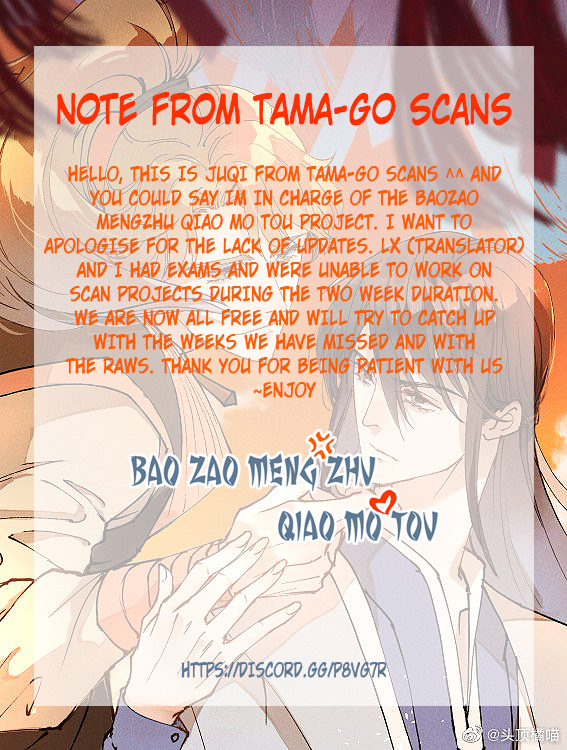 NOTE FROM TAMA-GO SCANS
HELLO, THIS IS JUQI FROM TAMA-GO SCANS ^^ AND
YOU COULD SAY IM IN CHARGE OF THE BAOZAO
MENGZHU QIAO MO TOU PROJECT. I WANT TO
APOLOGISE FOR THE LACK OF UPDATES. LX (TRANSLATOR)
AND I HAD EXAMS AND WERE UNABLE TO WORK ON
SCAN PROJECTS DURING THE TWO WEEK DURATION.
WE ARE NOW ALL FREE AND WILL TRY TO CATCH UP
WITH THE WEEKS WE HAVE MISSED AND WITH
THE RAWS. THANK YOU FOR BEING PATIENT WITH US
~ENJOY
BAO ZAO MENG ZHU
QIAO MO TOU
HTTPS://DISCORD.GG/P8VG7R